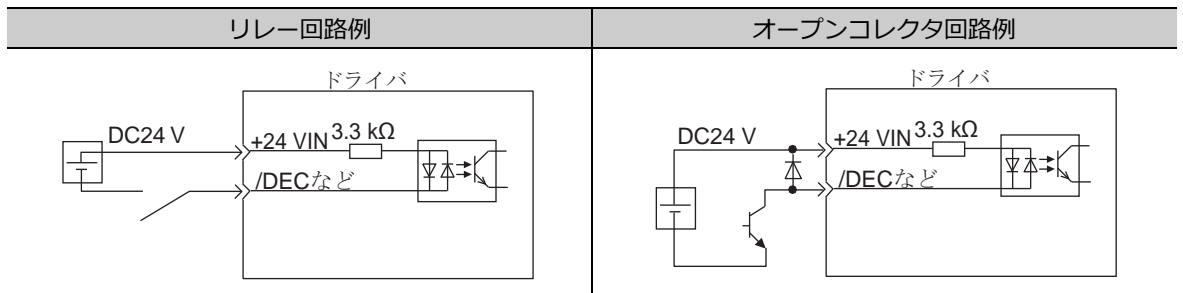 リレー回路例
オープンコレクタ回路例
ドライバ
DC24 V
+24 VIN
3.3 kΩ
/DECなど
ドライバ
DC24 V
+24 VIN
3.3 kΩ
/DECなど